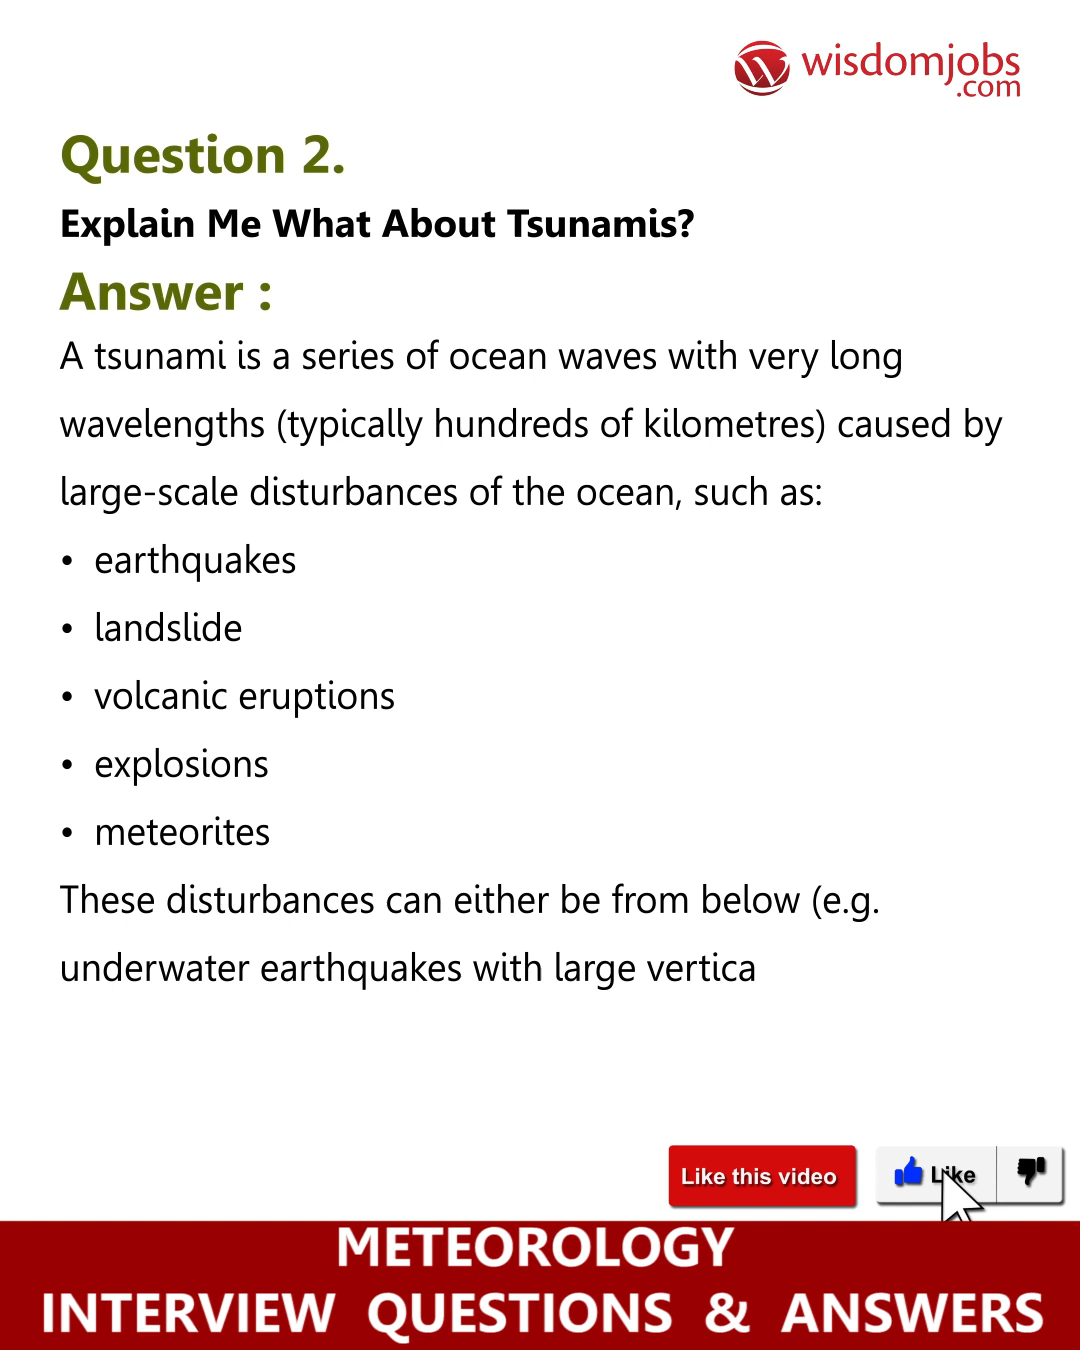 wisdomjobs
.com
Question 2.
Explain Me What About Tsunamis?
Answer :
A tsunami is a series of ocean waves with very long
wavelengths (typically hundreds of kilometres) caused by
large-scale disturbances of the ocean, such as:
• earthquakes
• landslide
• volcanic eruptions
• explosions
• meteorites
These disturbances can either be from below (e.g.
underwater earthquakes with large vertica
Like this video
Like
METEOROLOGY
INTERVIEW QUESTIONS & ANSWERS